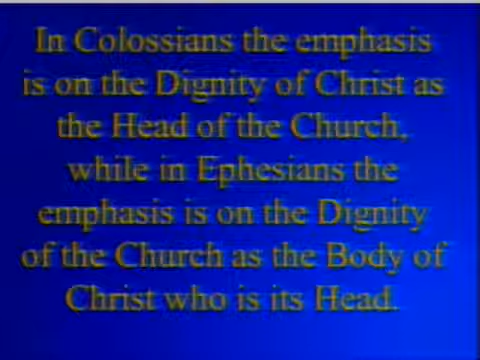 In Colossians the emphasis
is on the Dignity of Christ as
the Head of the Church,
while in Ephesians the
emphasis is on the Dignity
of the Church as the Body of
Christ who is its Head.